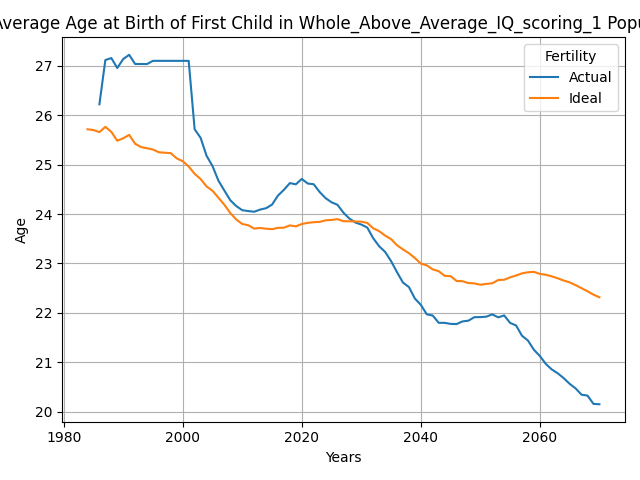 Average Age at Birth of First Child in Whole_Above_Average_IQ_scoring_1
Fertility
Actual
Ideal
27
26
25
24
23
22
21
20
Age
1980
2000
2020
2040
2060
Years